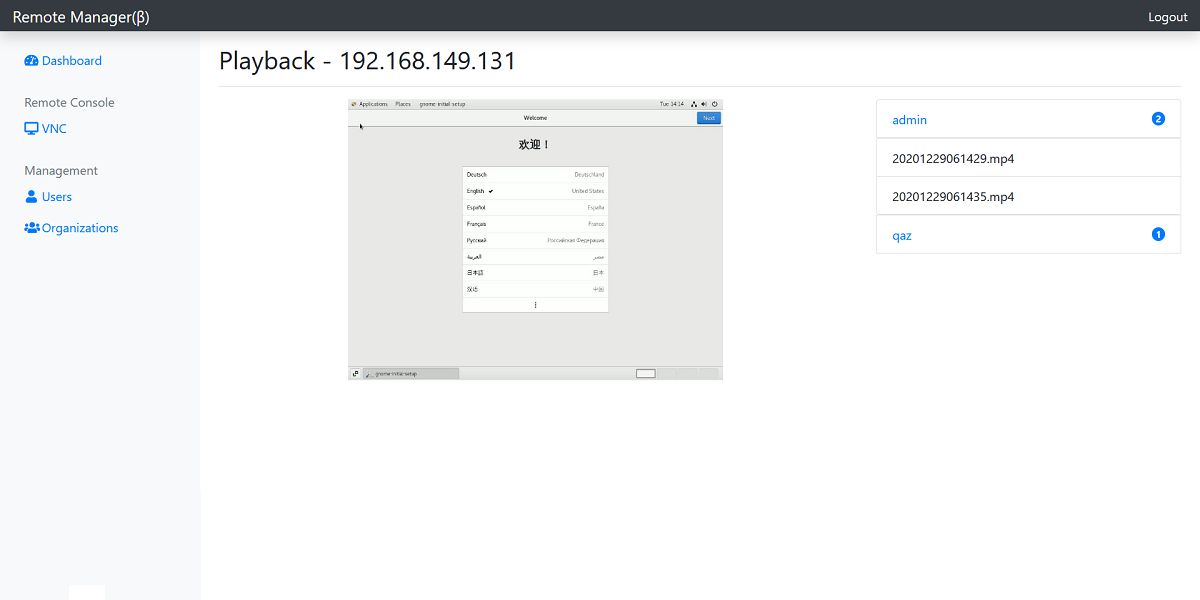 Remote Manager(β)
Logout
Dashboard
Remote Console
VNC
Management
Users
Organizations
Playback - 192.168.149.131
Applications Places gnome-initial-setup Tue 14:14
Welcome
Next
欢迎！
Deutsch Deutschland
English United States
Español España
Français France
Русский Российская Федерация
العربية مصر
日本語 日本
汉语 中国
gnome-initial-setup
admin 2
20201229061429.mp4
20201229061435.mp4
qaz 1